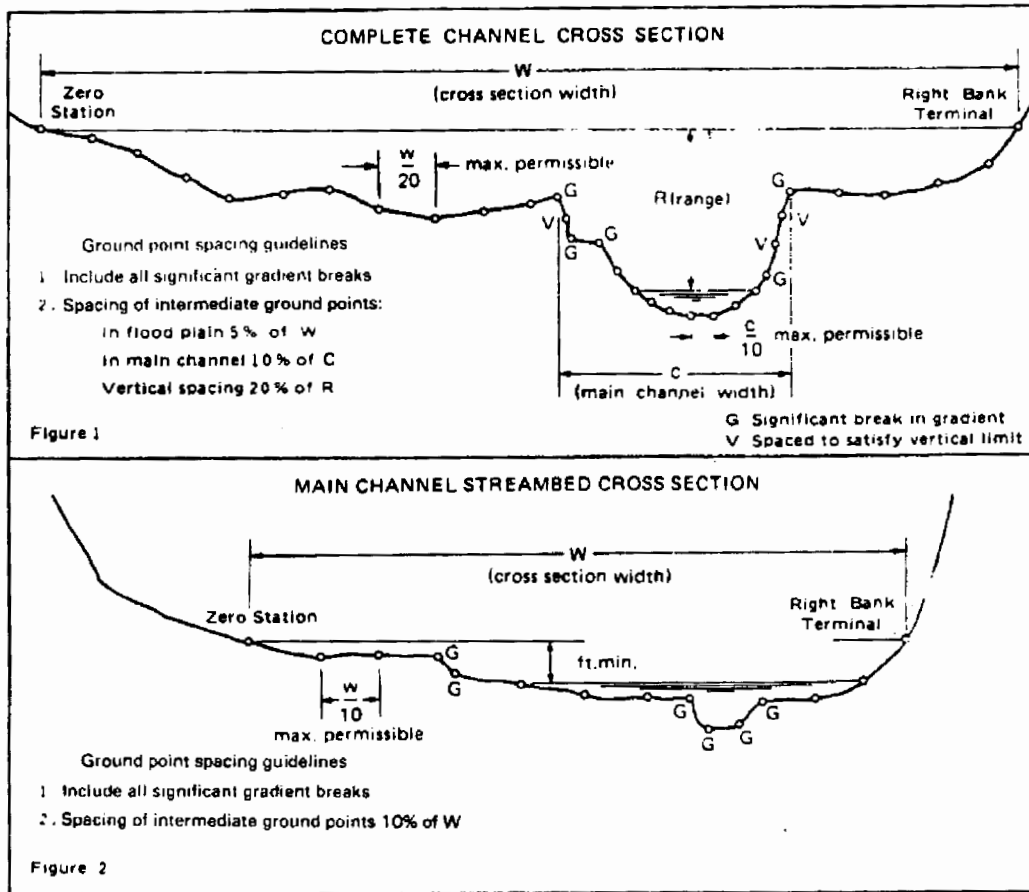 COMPLETE CHANNEL CROSS SECTION
W
(cross section width)
Zero
Station
Right Bank
Terminal
W
20
max. permissible
R(range)
G
G
V
V
G
G
V
G
Ground point spacing guidelines
1 Include all significant gradient breaks
2. Spacing of intermediate ground points:
In flood plain 5% of W
In main channel 10% of C
Vertical spacing 20% of R
C
10
max. permissible
C
(main channel width)
G Significant break in gradient
V Spaced to satisfy vertical limit
Figure 1
MAIN CHANNEL STREAMBED CROSS SECTION
W
(cross section width)
Zero Station
Right Bank
Terminal
ft.min.
G
G
W
10
max. permissible
G
G
G
G
Ground point spacing guidelines
1 Include all significant gradient breaks
2. Spacing of intermediate ground points 10% of W
Figure 2